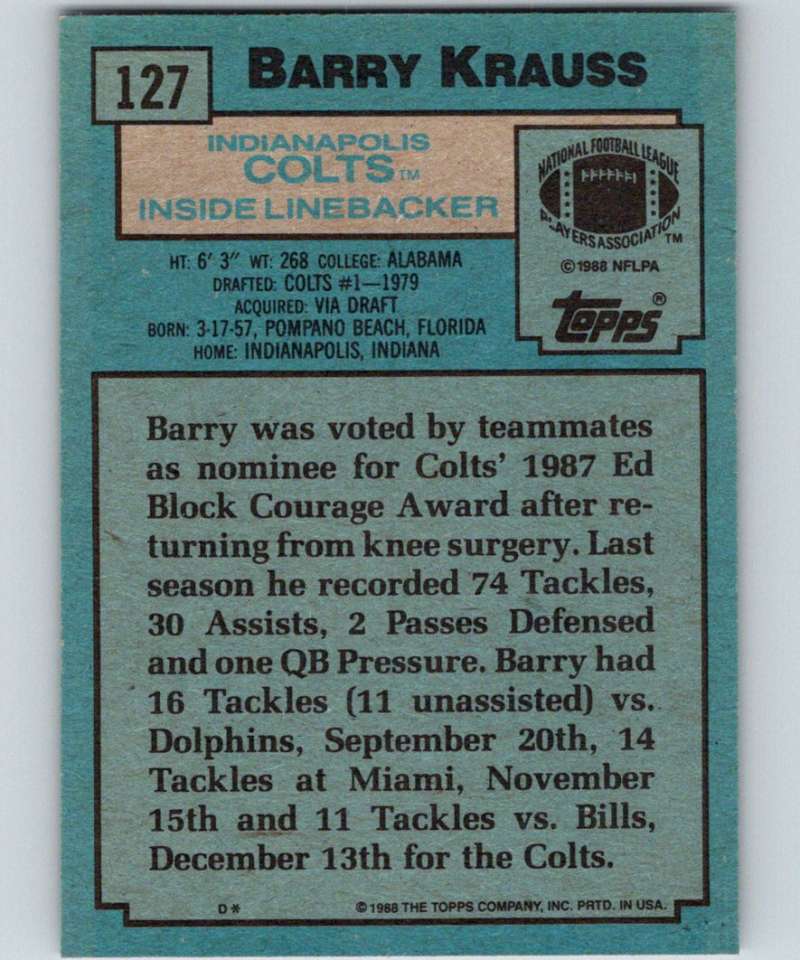 127
BARRY KRAUSS
INDIANAPOLIS
COLTS™
INSIDE LINEBACKER
NATIONAL FOOTBALL LEAGUE
PLAYERS ASSOCIATION™
©1988 NFLPA
Topps®
HT: 6' 3" WT: 268 COLLEGE: ALABAMA
DRAFTED: COLTS #1—1979
ACQUIRED: VIA DRAFT
BORN: 3-17-57, POMPANO BEACH, FLORIDA
HOME: INDIANAPOLIS, INDIANA
Barry was voted by teammates
as nominee for Colts' 1987 Ed
Block Courage Award after re-
turning from knee surgery. Last
season he recorded 74 Tackles,
30 Assists, 2 Passes Defensed
and one QB Pressure. Barry had
16 Tackles (11 unassisted) vs.
Dolphins, September 20th, 14
Tackles at Miami, November
15th and 11 Tackles vs. Bills,
December 13th for the Colts.
D* ©1988 THE TOPPS COMPANY, INC. PRTD. IN USA.